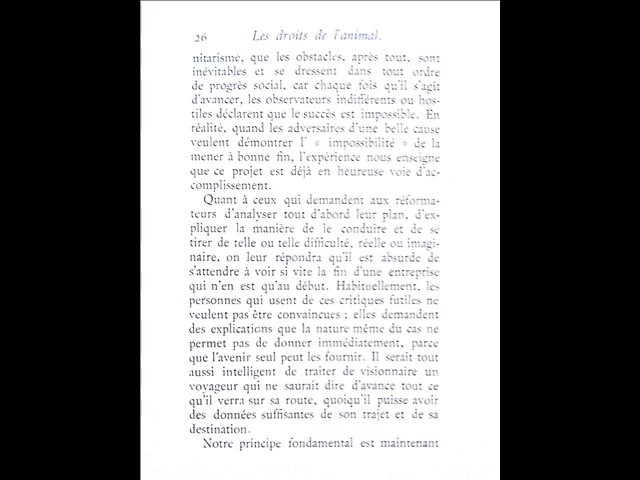 26 Les droits de l'animal.
nitarisme, que les obstacles, après tout, sont
inévitables et se dressent dans tout ordre
de progrès social, car chaque fois qu'il s'agit
d'avancer, les observateurs indifférents ou hos-
tiles déclarent que le succès est impossible. En
réalité, quand les adversaires d'une belle cause
veulent démontrer l' « impossibilité » de la
mener à bonne fin, l'expérience nous enseigne
que ce projet est déjà en heureuse voie d'ac-
complissement.
Quant à ceux qui demandent aux réforma-
teurs d'analyser tout d'abord leur plan, d'ex-
pliquer la manière de le conduire et de se
tirer de telle ou telle difficulté, réelle ou imagi-
naire, on leur répondra qu'il est absurde de
s'attendre à voir si vite la fin d'une entreprise
qui n'en est qu'au début. Habituellement, les
personnes qui usent de ces critiques futiles ne
veulent pas être convaincues ; elles demandent
des explications que la nature même du cas ne
permet pas de donner immédiatement, parce
que l'avenir seul peut les fournir. Il serait tout
aussi intelligent de traiter de visionnaire un
voyageur qui ne saurait dire d'avance tout ce
qu'il verra sur sa route, quoiqu'il puisse avoir
des données suffisantes de son trajet et de sa
destination.
Notre principe fondamental est maintenant